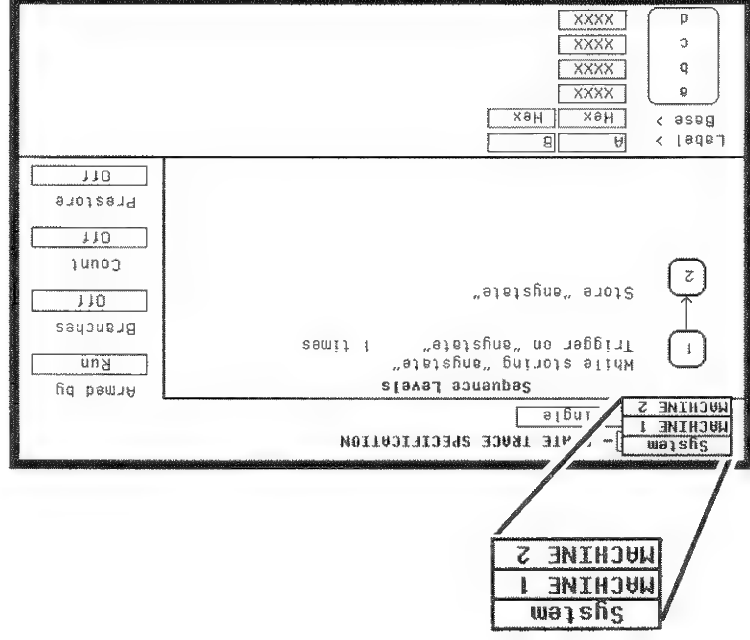 System
MACHINE 1
MACHINE 2
System
MACHINE 1
MACHINE 2
TRACE SPECIFICATION
Sequence Levels
While storing "anystate"
Trigger on "anystate" 1 times
Store "anystate"
1
2
Armed by
Run
Branches
Off
Count
Off
Prestore
Off
Label > A B
Base > Hex Hex
a XXXX
b XXXX
c XXXX
d XXXX